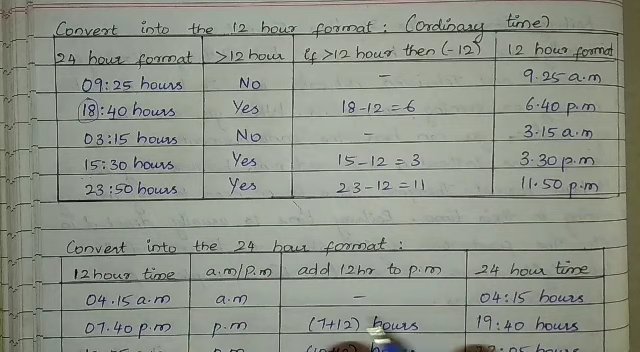 Convert into the 12 hour format: (ordinary time)
24 hour format >12 hour if >12 hour then (-12) 12 hour format
09:25 hours No – 9.25 a.m
18:40 hours Yes 18-12=6 6.40 p.m
03:15 hours No – 3.15 a.m
15:30 hours Yes 15-12=3 3.30 p.m
23:50 hours Yes 23-12=11 11.50 p.m
Convert into the 24 hour format:
12 hour time a.m/p.m add 12hr to p.m 24 hour time
04.15 a.m a.m – 04:15 hours
07.40 p.m p.m (7+12) hours 19:40 hours